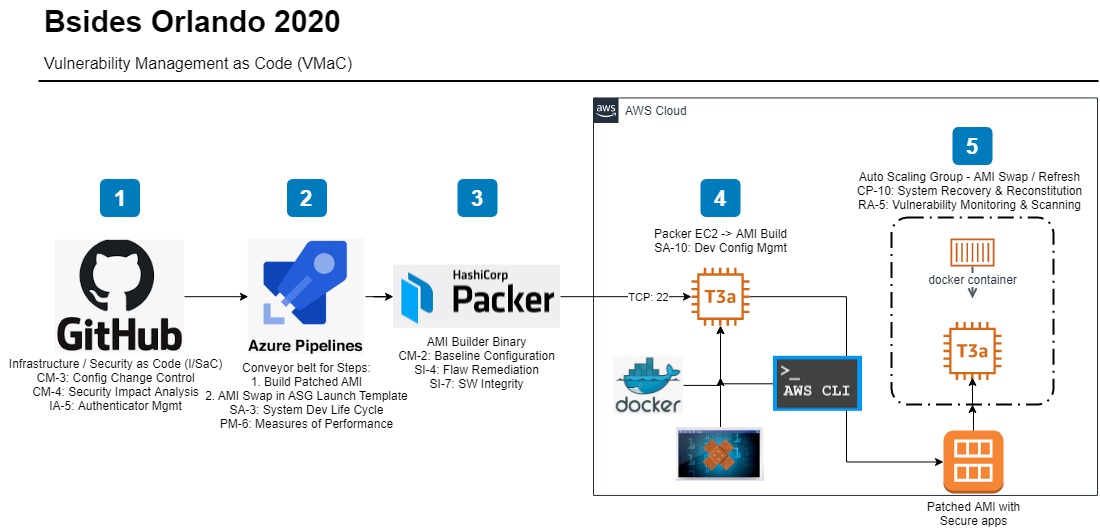 Bsides Orlando 2020
Vulnerability Management as Code (VMaC)
aws
AWS Cloud
1
GitHub
Infrastructure / Security as Code (I/SaC)
CM-3: Config Change Control
CM-4: Security Impact Analysis
IA-5: Authenticator Mgmt
2
Azure Pipelines
Conveyor belt for Steps:
1. Build Patched AMI
2. AMI Swap in ASG Launch Template
SA-3: System Dev Life Cycle
PM-6: Measures of Performance
3
HashiCorp
Packer
AMI Builder Binary
CM-2: Baseline Configuration
SI-4: Flaw Remediation
SI-7: SW Integrity
TCP: 22
4
Packer EC2 -> AMI Build
SA-10: Dev Config Mgmt
T3a
docker
>_
AWS CLI
5
Auto Scaling Group - AMI Swap / Refresh
CP-10: System Recovery & Reconstitution
RA-5: Vulnerability Monitoring & Scanning
docker container
T3a
Patched AMI with
Secure apps